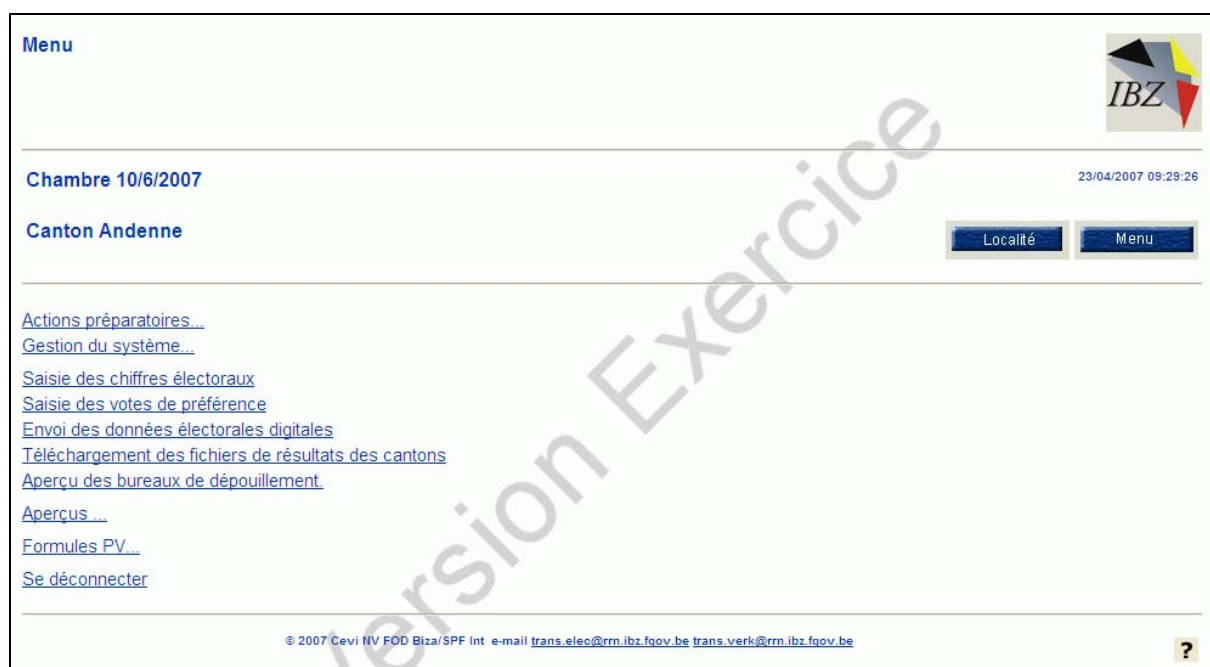 Menu
IBZ
Chambre 10/6/2007
23/04/2007 09:29:26
Canton Andenne
Localité
Menu
Actions préparatoires...
Gestion du système...
Saisie des chiffres électoraux
Saisie des votes de préférence
Envoi des données électorales digitales
Téléchargement des fichiers de résultats des cantons
Aperçu des bureaux de dépouillement.
Aperçus ...
Formules PV...
Se déconnecter
© 2007 Cevi NV FOD Biza/SPF Int e-mail trans.elec@rrn.ibz.fgov.be trans.verk@rrn.ibz.fgov.be
?
Version Exercice